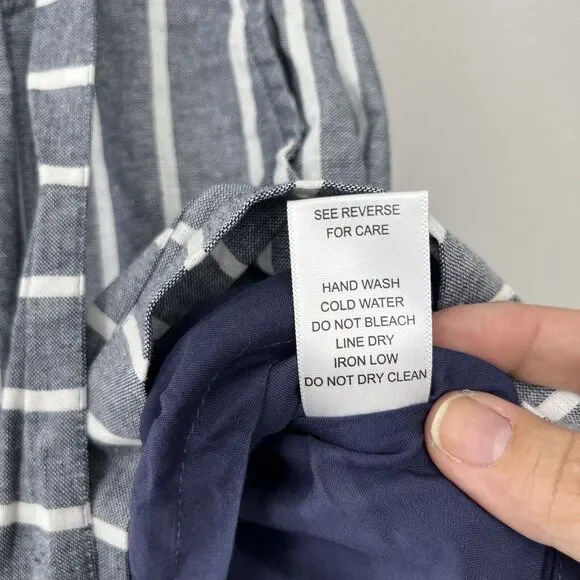 SEE REVERSE
FOR CARE
HAND WASH
COLD WATER
DO NOT BLEACH
LINE DRY
IRON LOW
DO NOT DRY CLEAN